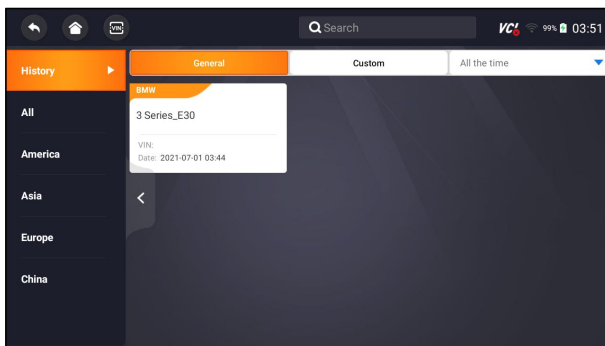 VIN
Search
VCI
99%
03:51
History
General
Custom
All the time
BMW
3 Series_E30
VIN:
Date: 2021-07-01 03:44
All
America
Asia
Europe
China